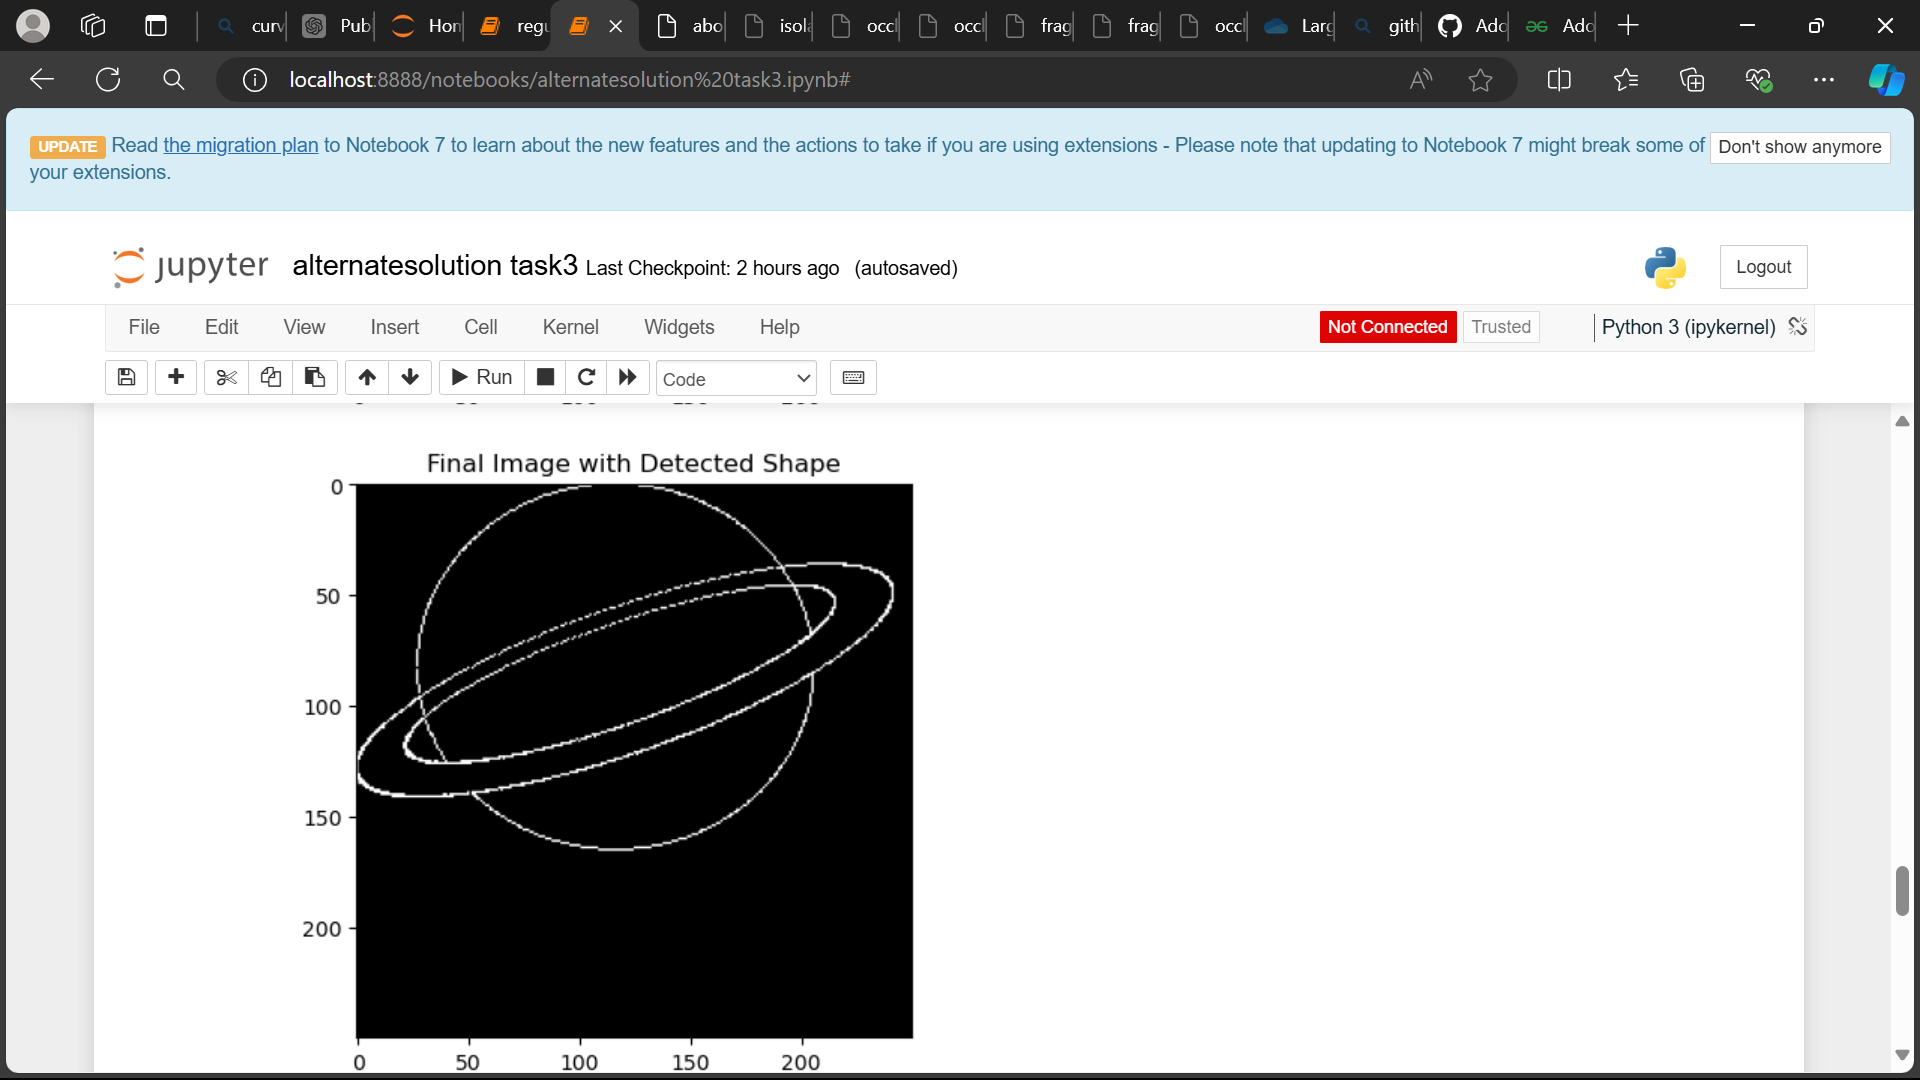 curv
Pub
Hon
regu
abo
isola
occl
occl
frag
frag
occl
Larg
gith
Add
Add
localhost:8888/notebooks/alternatesolution%20task3.ipynb#
UPDATE Read the migration plan to Notebook 7 to learn about the new features and the actions to take if you are using extensions - Please note that updating to Notebook 7 might break some of
your extensions.
Don't show anymore
jupyter alternatesolution task3 Last Checkpoint: 2 hours ago (autosaved)
Logout
File Edit View Insert Cell Kernel Widgets Help
Not Connected Trusted Python 3 (ipykernel)
Run Code
Final Image with Detected Shape
0
50
100
150
200
0 50 100 150 200